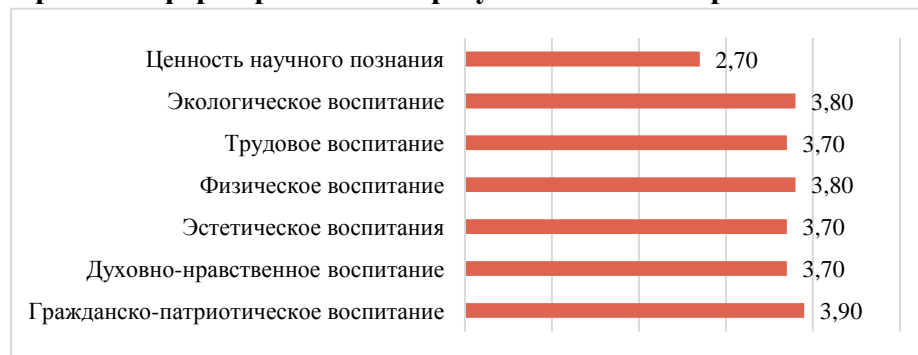 Ценность научного познания 2,70
Экологическое воспитание 3,80
Трудовое воспитание 3,70
Физическое воспитание 3,80
Эстетическое воспитания 3,70
Духовно-нравственное воспитание 3,70
Гражданско-патриотическое воспитание 3,90